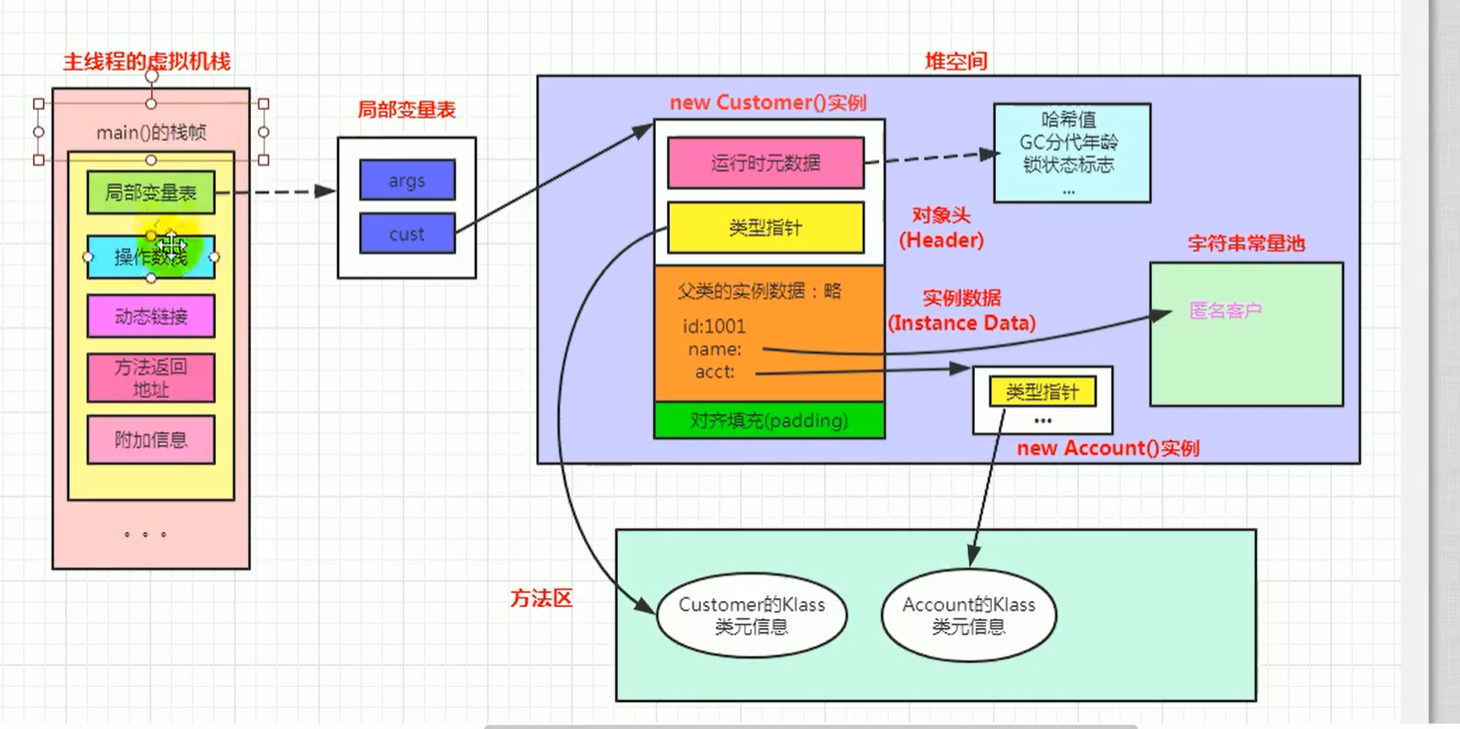 主线程的虚拟机栈
main()的栈帧
局部变量表
操作数栈
动态链接
方法返回
地址
附加信息
。。。
局部变量表
args
cust
堆空间
new Customer()实例
运行时元数据
类型指针
哈希值
GC分代年龄
锁状态标志
...
对象头
(Header)
父类的实例数据：略
id:1001
name:
acct:
实例数据
(Instance Data)
对齐填充(padding)
字符串常量池
匿名客户
类型指针
...
new Account()实例
方法区
Customer的Klass
类元信息
Account的Klass
类元信息